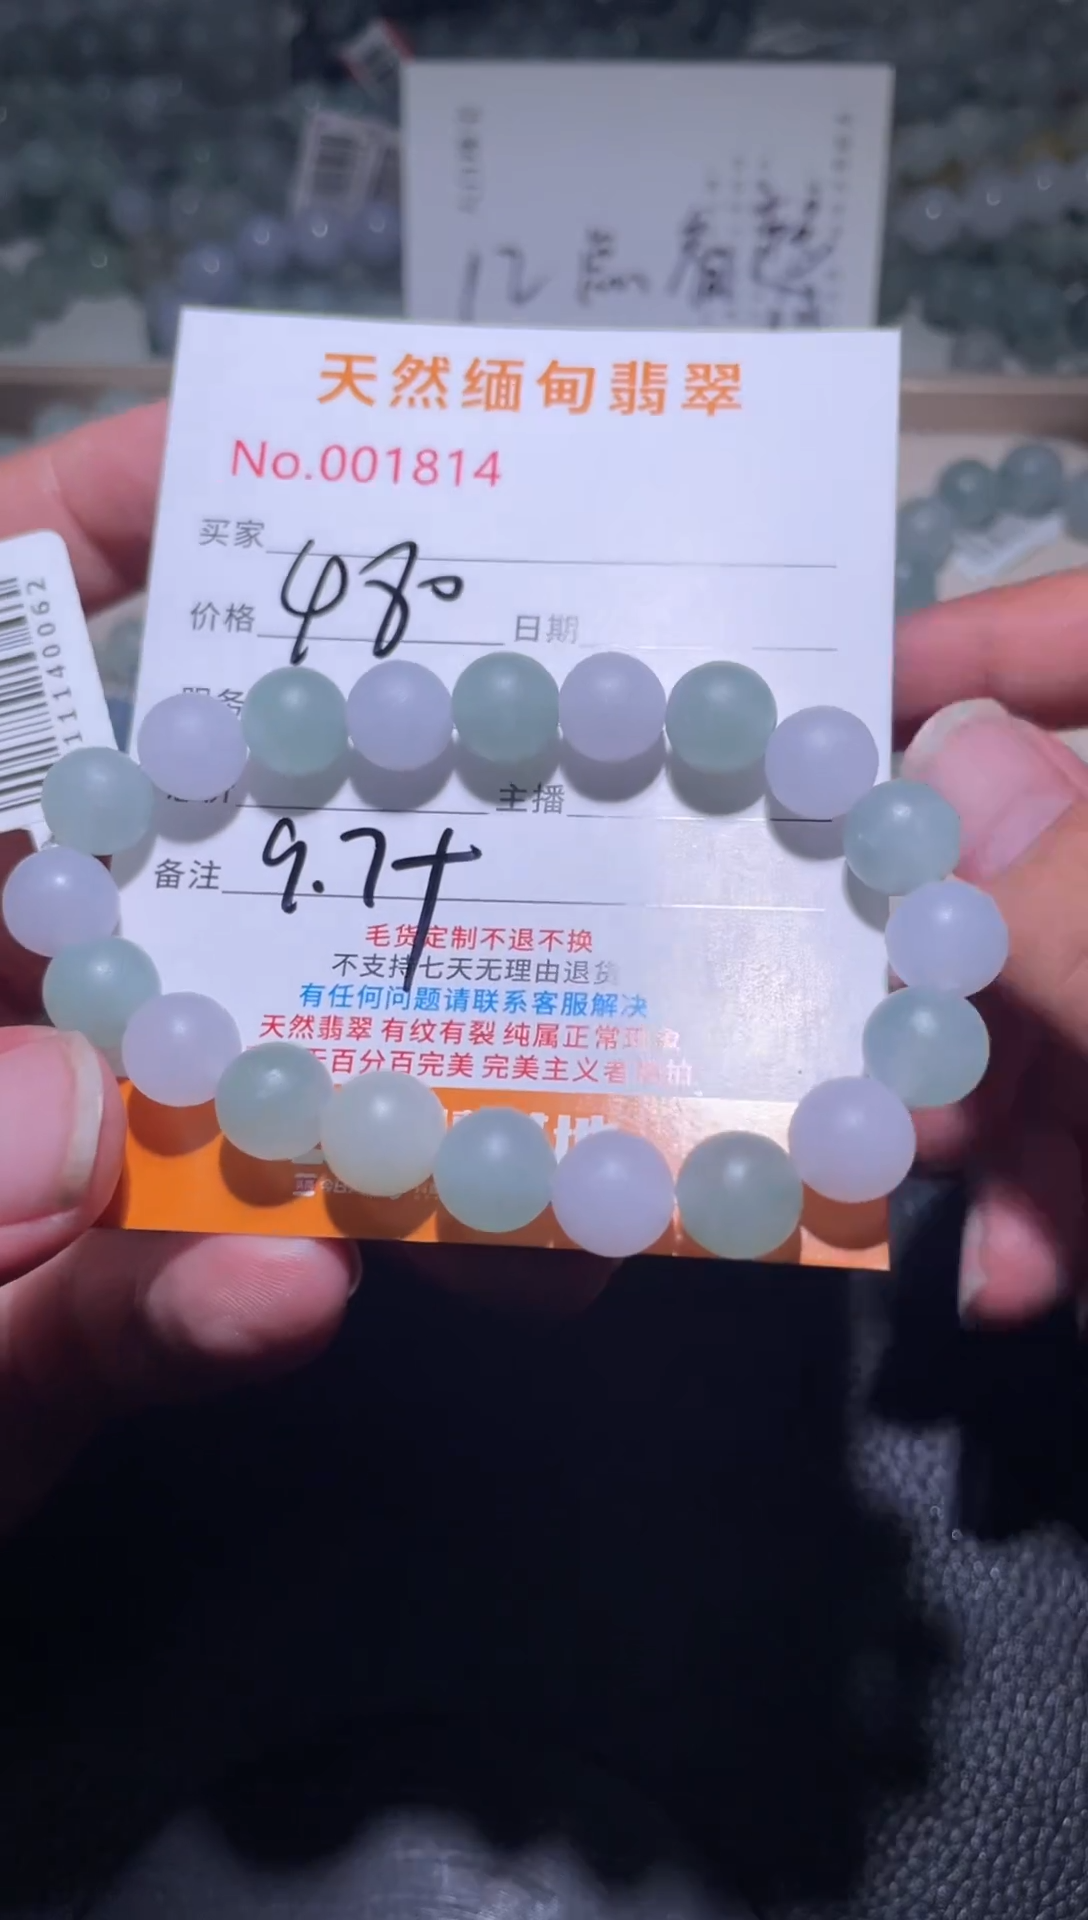 12点看
天然缅甸翡翠
No.001814
买家
价格 480 日期
11140062
服务
主播
备注 9.7+
毛货定制不退不换
不支持七天无理由退货
有任何问题请联系客服解决
天然翡翠 有纹有裂 纯属正常现象
百分百完美 完美主义者 拍